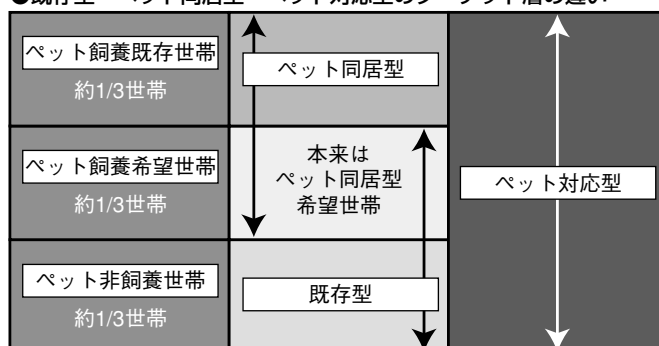 ペット飼養既存世帯
約1/3世帯
ペット同居型
ペット飼養希望世帯
約1/3世帯
本来は
ペット同居型
希望世帯
ペット対応型
ペット非飼養世帯
約1/3世帯
既存型